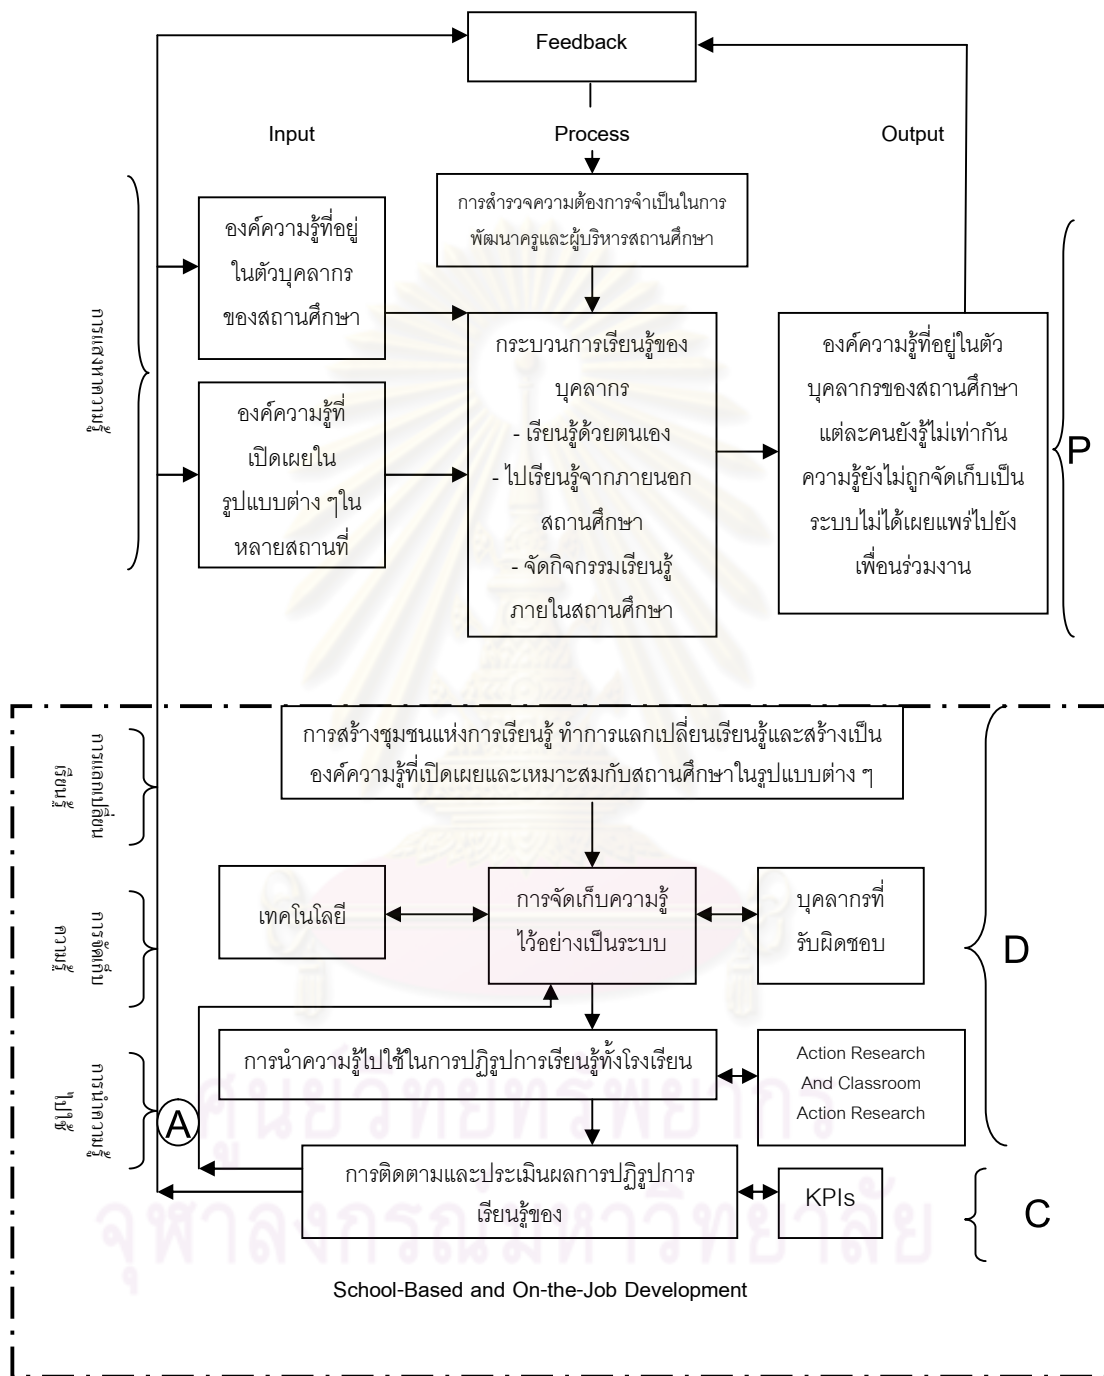 Feedback
Input
Process
Output
การสำรวจความต้องการจำเป็นในการ
พัฒนาครูและผู้บริหารสถานศึกษา
องค์ความรู้ที่อยู่
ในตัวบุคลากร
ของสถานศึกษา
การแสวงหาความรู้
องค์ความรู้ที่
เปิดเผยใน
รูปแบบต่าง ๆใน
หลายสถานที่
กระบวนการเรียนรู้ของ
บุคลากร
- เรียนรู้ด้วยตนเอง
- ไปเรียนรู้จากภายนอก
สถานศึกษา
- จัดกิจกรรมเรียนรู้
ภายในสถานศึกษา
องค์ความรู้ที่อยู่ในตัว
บุคลากรของสถานศึกษา
แต่ละคนยังรู้ไม่เท่ากัน
ความรู้ยังไม่ถูกจัดเก็บเป็น
ระบบไม่ได้เผยแพร่ไปยัง
เพื่อนร่วมงาน
P
การสร้างชุมชนแห่งการเรียนรู้ ทำการแลกเปลี่ยนเรียนรู้และสร้างเป็น
องค์ความรู้ที่เปิดเผยและเหมาะสมกับสถานศึกษาในรูปแบบต่าง ๆ
การแลกเปลี่ยน
เรียนรู้
เทคโนโลยี
การจัดเก็บความรู้
ไว้อย่างเป็นระบบ
บุคลากรที่
รับผิดชอบ
การจัดเก็บ
ความรู้
D
การนำความรู้ไปใช้ในการปฏิรูปการเรียนรู้ทั้งโรงเรียน
Action Research
And Classroom
Action Research
การนำความรู้
ไปใช้
A
การติดตามและประเมินผลการปฏิรูปการ
เรียนรู้ของ
KPIs
C
School-Based and On-the-Job Development
ศูนย์วิทยทรัพยากร
จุฬาลงกรณ์มหาวิทยาลัย